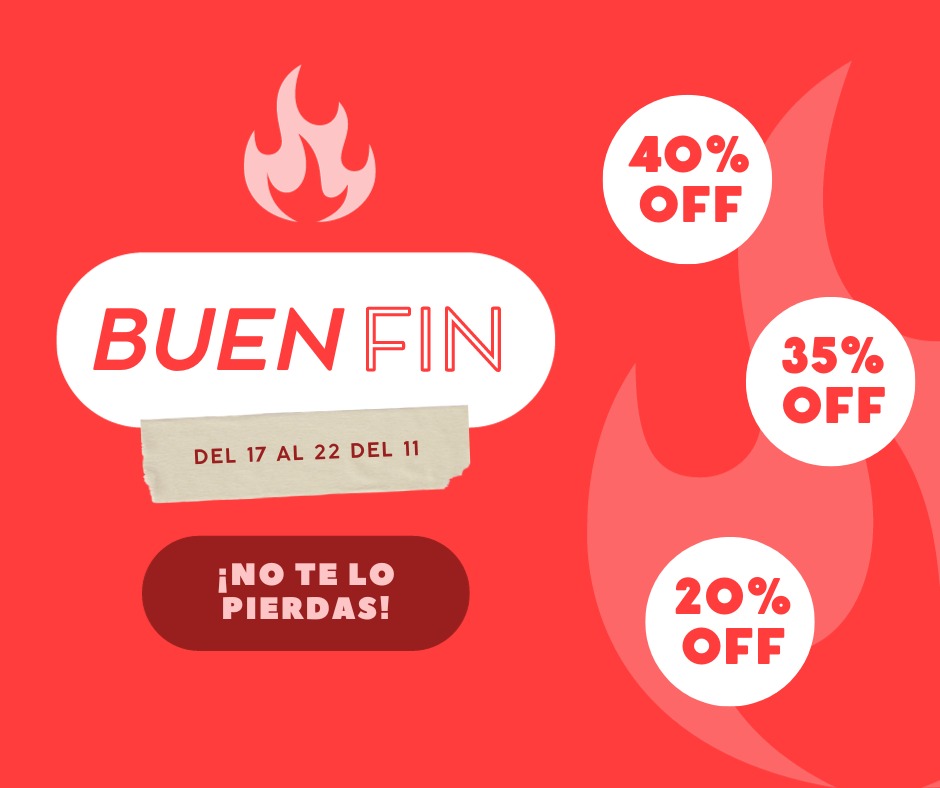 BUEN FIN
DEL 17 AL 22 DEL 11
¡NO TE LO
PIERDAS!
40%
OFF
35%
OFF
20%
OFF